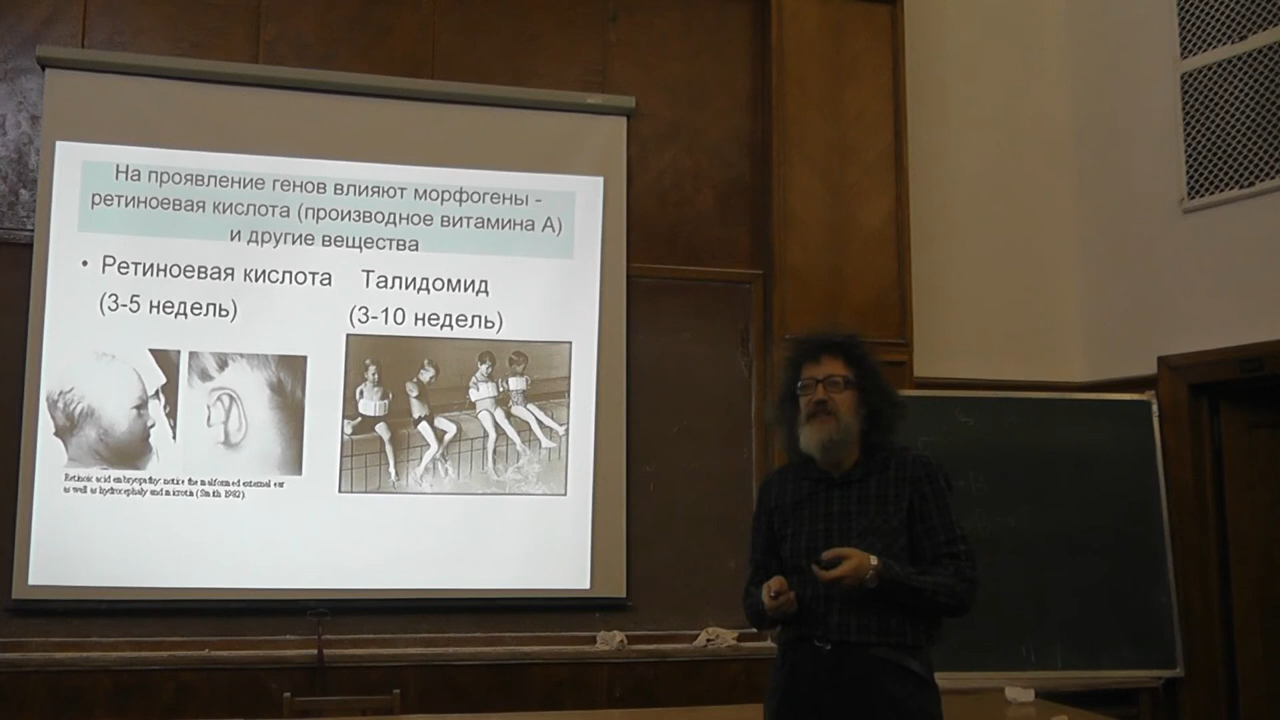 На проявление генов влияют морфогены -
ретиноевая кислота (производное витамина А)
и другие вещества
• Ретиноевая кислота
(3-5 недель)
Талидомид
(3-10 недель)
Retinoic acid embryopathy: notice the malformed external ear
as well as hydrocephaly and microtia (Smith 1982).